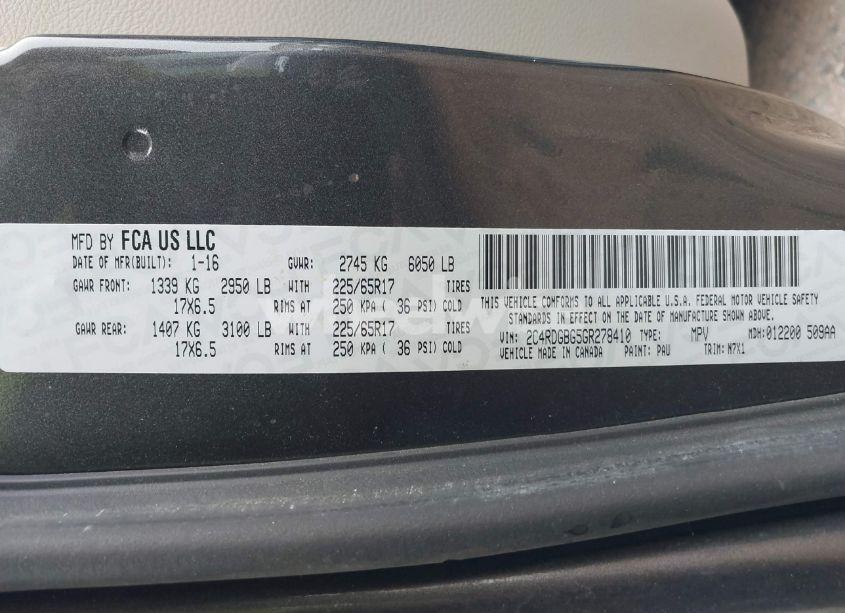 MFD BY FCA US LLC
DATE OF MFR(BUILT): 1-16 GVWR: 2745 KG 6050 LB
GAWR FRONT: 1339 KG 2950 LB WITH 225/65R17 TIRES
17X6.5 RIMS AT 250 KPA ( 36 PSI) COLD
GAWR REAR: 1407 KG 3100 LB WITH 225/65R17 TIRES
17X6.5 RIMS AT 250 KPA ( 36 PSI) COLD
THIS VEHICLE CONFORMS TO ALL APPLICABLE U.S.A. FEDERAL MOTOR VEHICLE SAFETY
STANDARDS IN EFFECT ON THE DATE OF MANUFACTURE SHOWN ABOVE.
VIN: 2C4RDGBG5GR278410 TYPE: MPV MDH:012200 509AA
VEHICLE MADE IN CANADA PAINT: PAU TRIM: N7X1